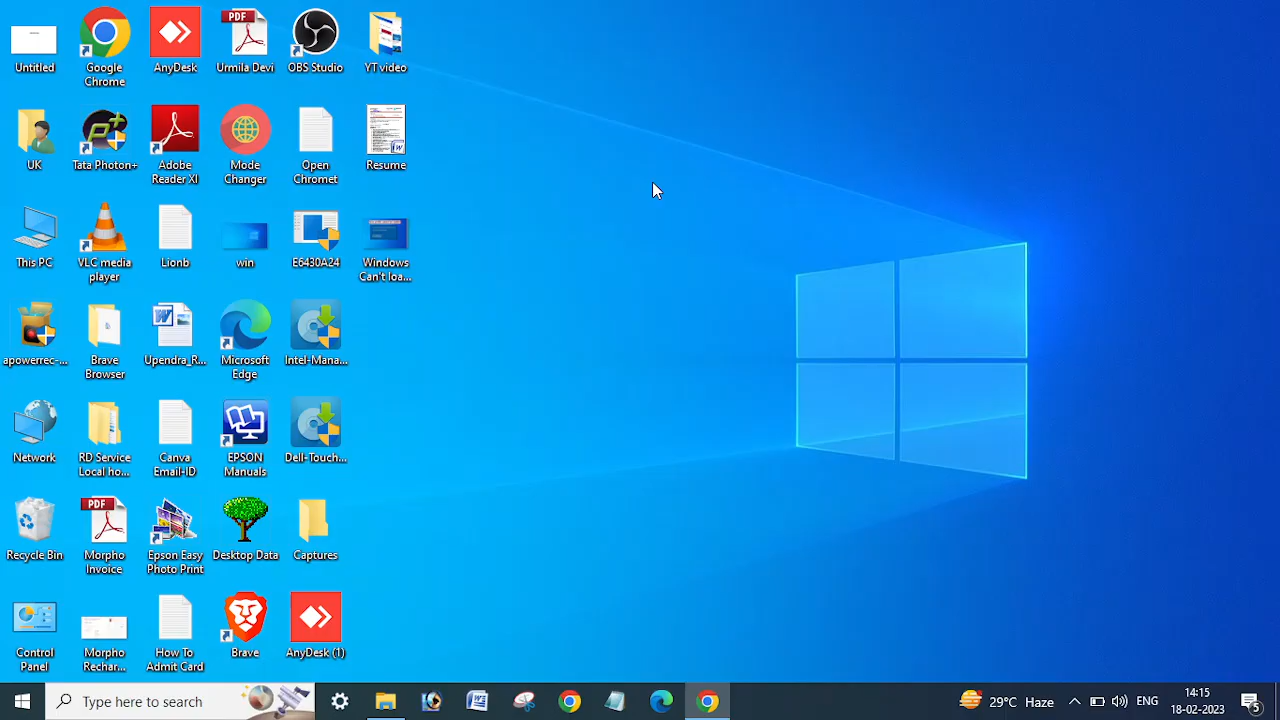 Untitled
Google
Chrome
AnyDesk
PDF
Urmila Devi
OBS Studio
YT video
UK
Tata Photon+
Adobe
Reader XI
Mode
Changer
Open
Chromet
Resume
This PC
VLC media
player
Lionb
win
E6430A24
Windows
Can't loa...
apowerrec-...
Brave
Browser
Upendra_R...
Microsoft
Edge
Intel-Mana...
Network
RD Service
Local ho...
Canva
Email-ID
EPSON
Manuals
Dell-Touch...
Recycle Bin
PDF
Morpho
Invoice
Epson Easy
Photo Print
Desktop Data
Captures
Control
Panel
Morpho
Rechar...
How To
Admit Card
Brave
AnyDesk (1)
Type here to search
29°C Haze
ENG
14:15
18-02-2023